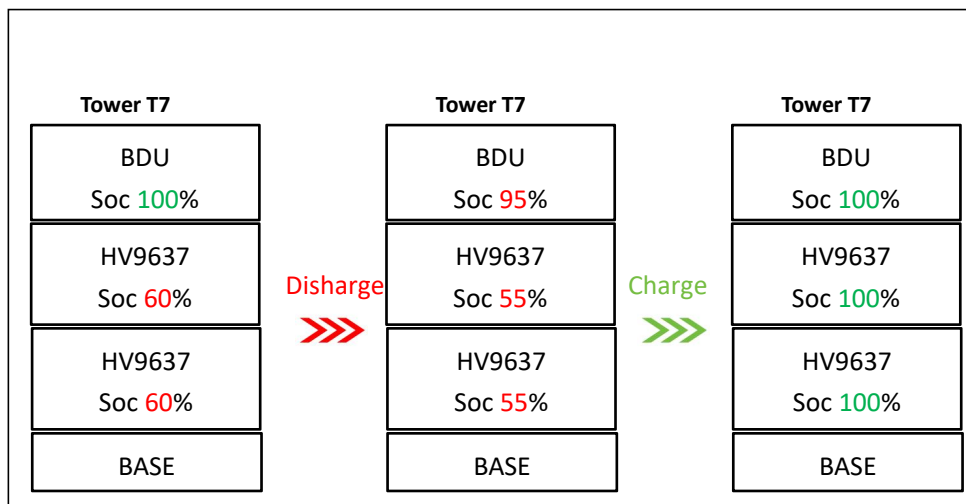 Tower T7
BDU
Soc 100%
HV9637
Soc 60%
HV9637
Soc 60%
BASE
Disharge
Tower T7
BDU
Soc 95%
HV9637
Soc 55%
HV9637
Soc 55%
BASE
Charge
Tower T7
BDU
Soc 100%
HV9637
Soc 100%
HV9637
Soc 100%
BASE